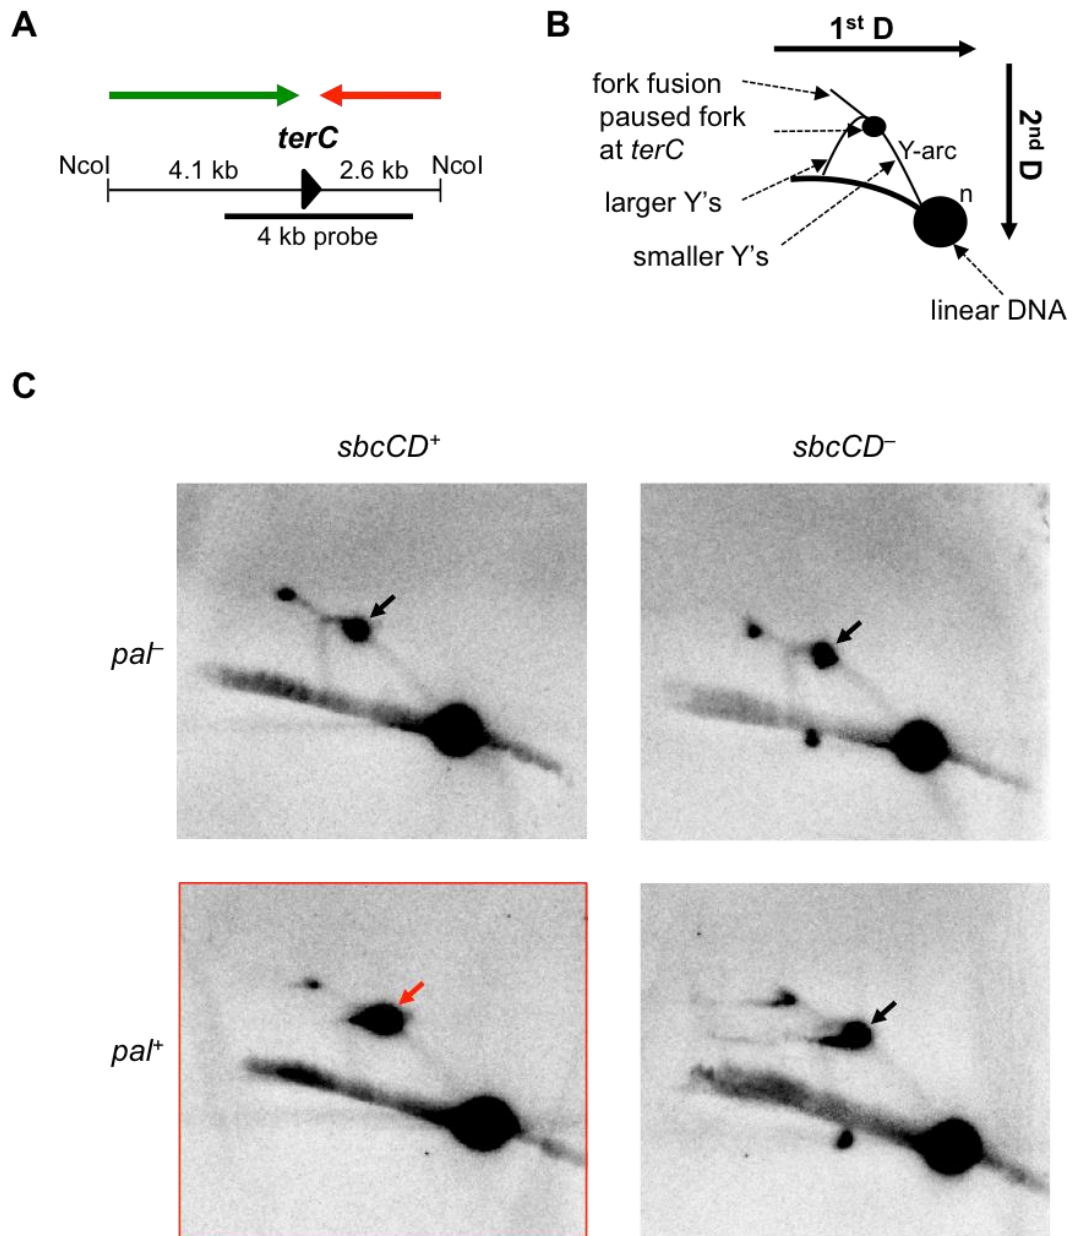 A
terC
NcoI
4.1 kb
2.6 kb
NcoI
4 kb probe
B
1st D
2nd D
fork fusion
paused fork
at terC
Y-arc
larger Y's
n
smaller Y's
linear DNA
C
sbcCD+
sbcCD–
pal–
pal+